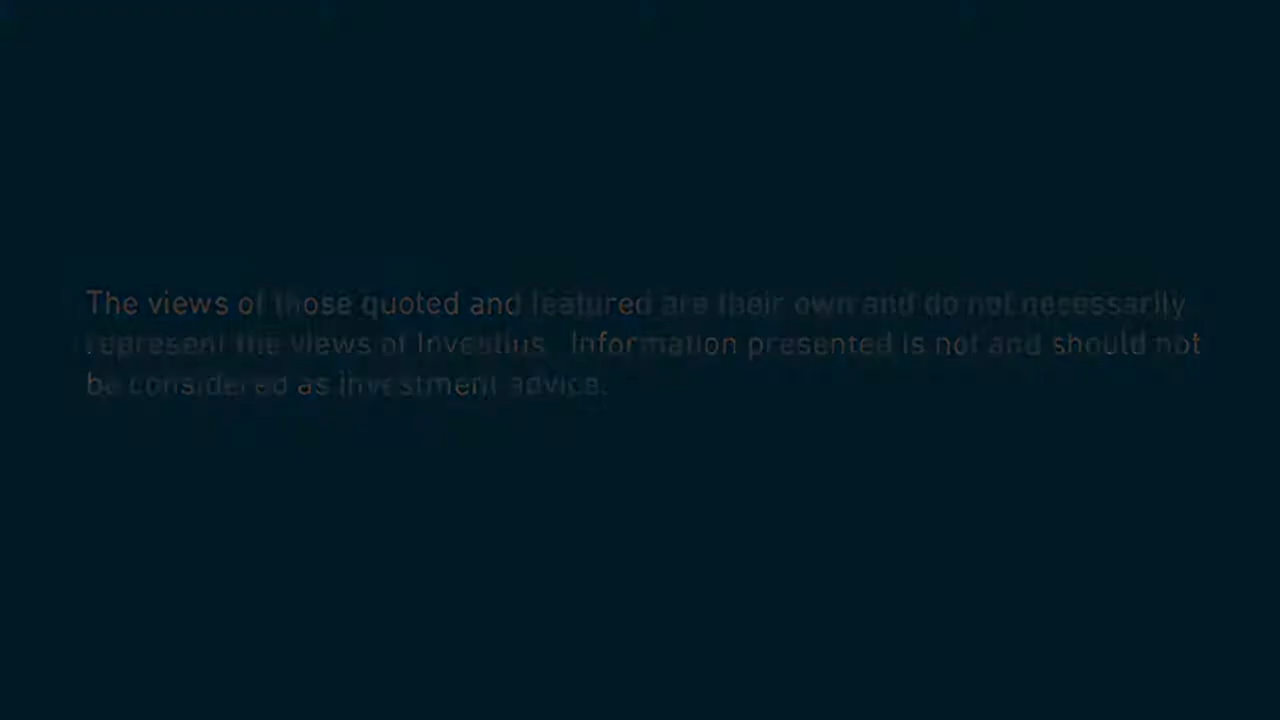 The views of those quoted and featured are their own and do not necessarily
represent the views of Investius. Information presented is not and should not
be considered as investment advice.